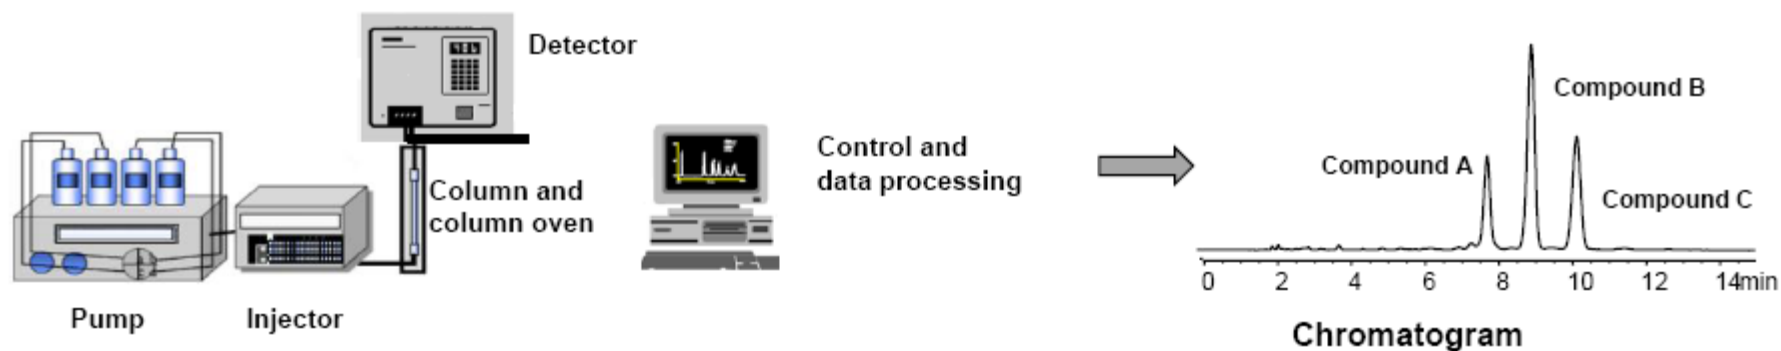 Detector
Column and
column oven
Pump
Injector
Control and
data processing
Compound A
Compound B
Compound C
0 2 4 6 8 10 12 14min
Chromatogram